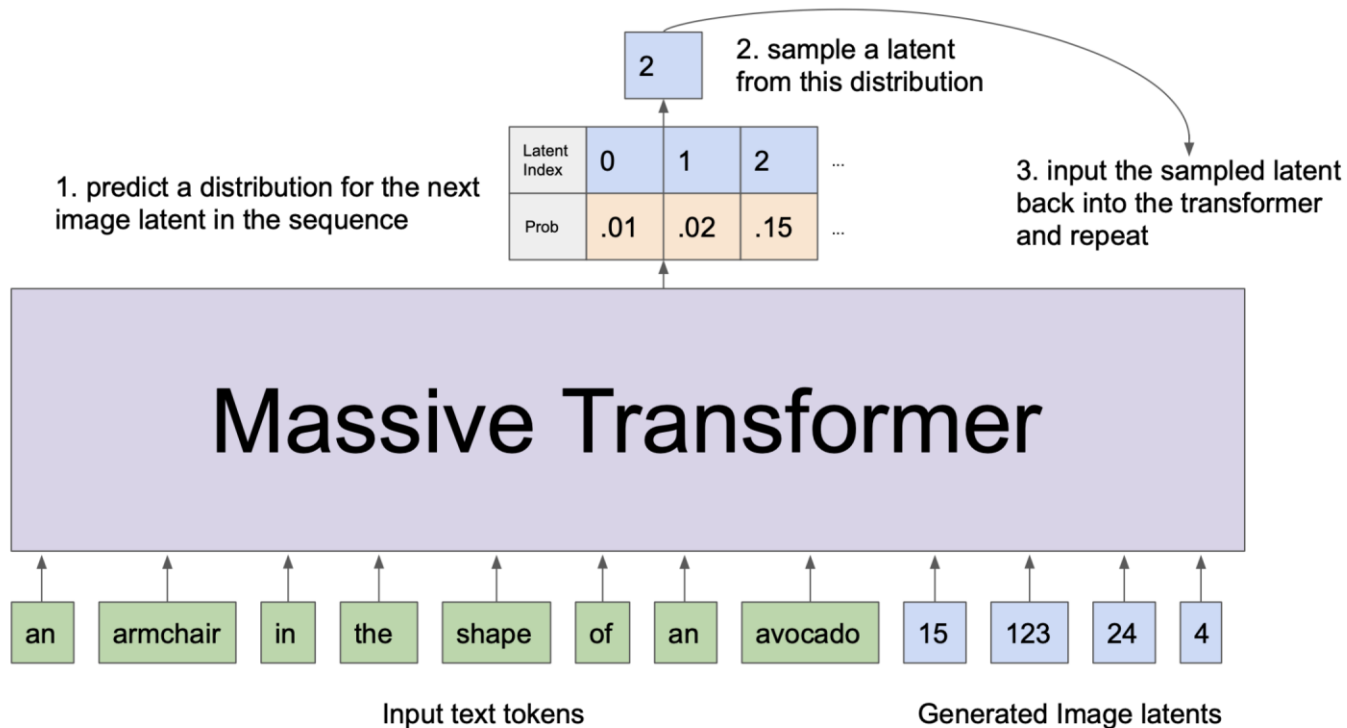 2
2. sample a latent
from this distribution
Latent
Index
0 1 2 ...
Prob
.01 .02 .15 ...
1. predict a distribution for the next
image latent in the sequence
3. input the sampled latent
back into the transformer
and repeat
Massive Transformer
an armchair in the shape of an avocado 15 123 24 4
Input text tokens
Generated Image latents